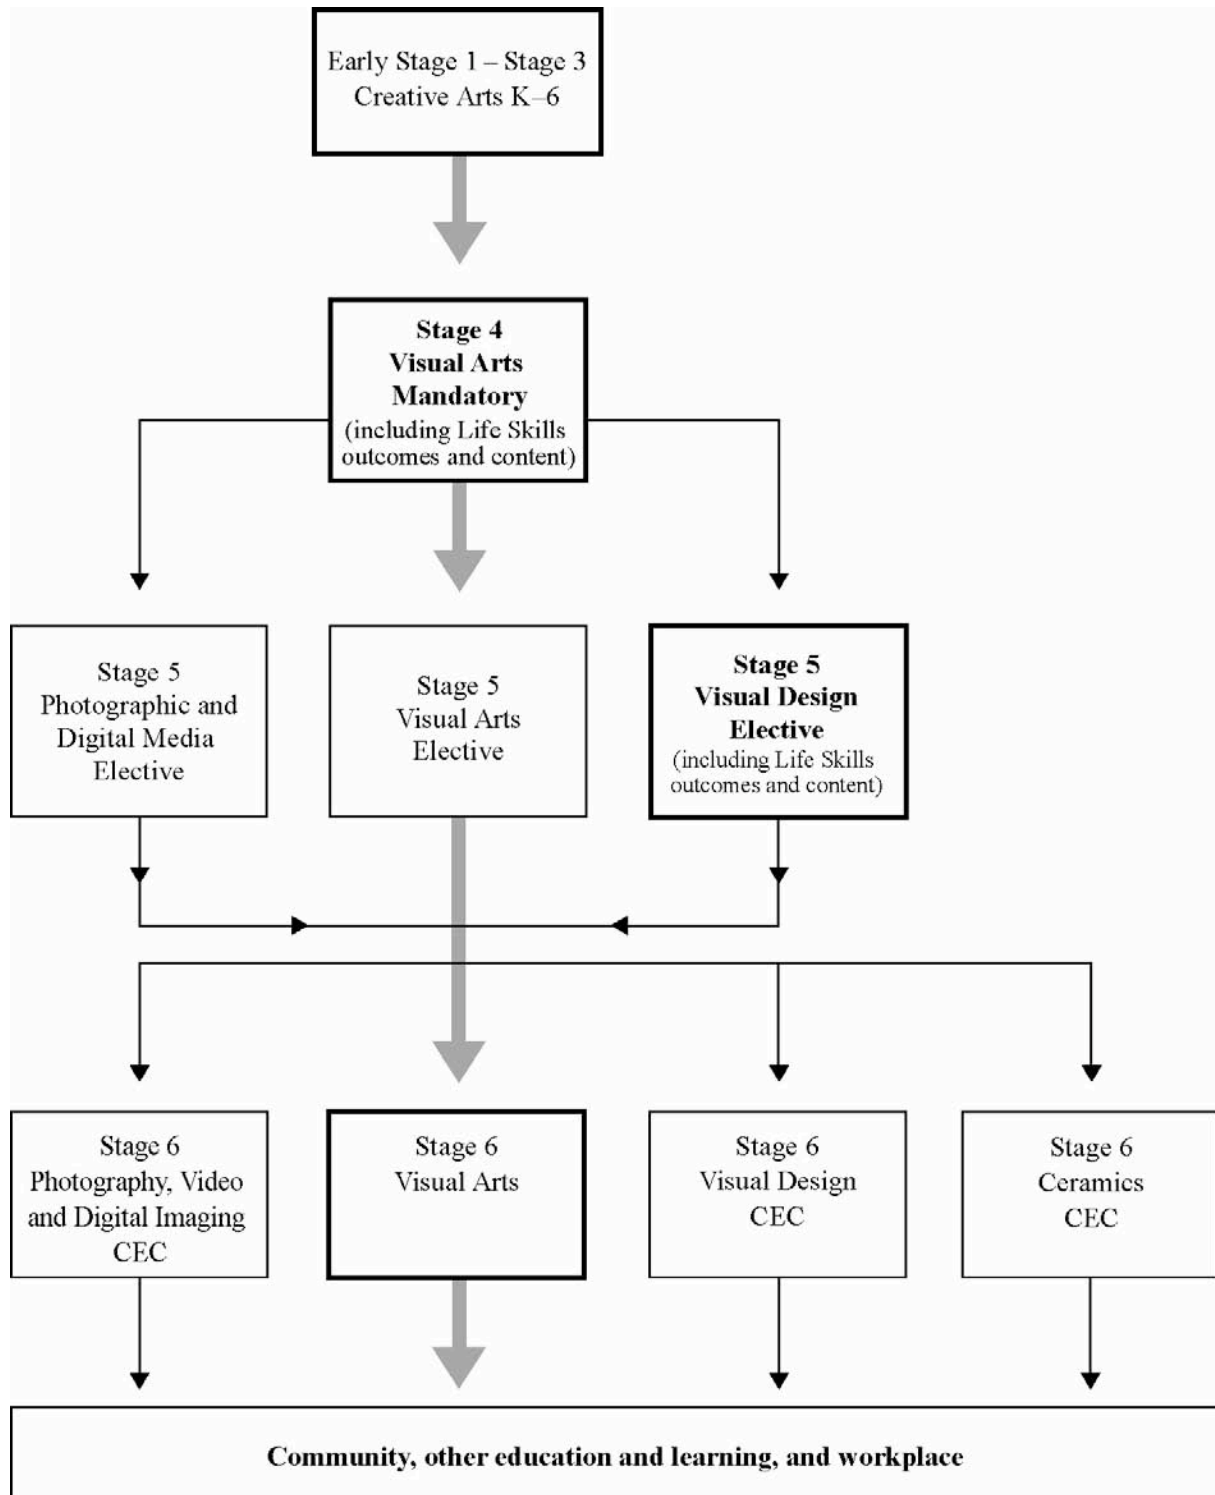 Early Stage 1 – Stage 3
Creative Arts K–6
Stage 4
Visual Arts
Mandatory
(including Life Skills
outcomes and content)
Stage 5
Photographic and
Digital Media
Elective
Stage 5
Visual Arts
Elective
Stage 5
Visual Design
Elective
(including Life Skills
outcomes and content)
Stage 6
Photography, Video
and Digital Imaging
CEC
Stage 6
Visual Arts
Stage 6
Visual Design
CEC
Stage 6
Ceramics
CEC
Community, other education and learning, and workplace